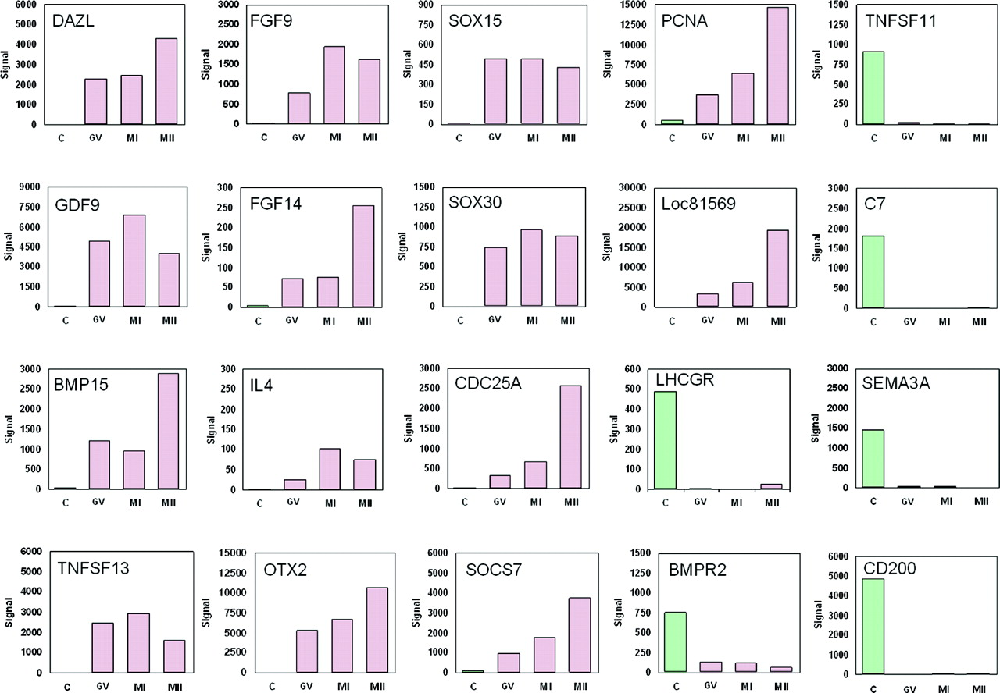 DAZL
6000
5000
4000
3000
2000
1000
0
Signal
C GV MI MII
FGF9
3000
2500
2000
1500
1000
500
0
Signal
C GV MI MII
SOX15
900
750
600
450
300
150
0
SIgnal
C GV MI MII
PCNA
15000
12500
10000
7500
5000
2500
0
Signal
C GV MI MII
TNFSF11
1500
1250
1000
750
500
250
0
Signal
C GV MI MII
GDF9
9000
7500
6000
4500
3000
1500
0
Signal
C GV MI MII
FGF14
300
250
200
150
100
50
0
Signal
C GV MI MII
SOX30
1500
1250
1000
750
500
250
0
SIgnal
C GV MI MII
Loc81569
30000
25000
20000
15000
10000
5000
0
Signal
C GV MI MII
C7
3000
2500
2000
1500
1000
500
0
Signal
C GV MI MII
BMP15
3000
2500
2000
1500
1000
500
0
Signal
C GV MI MII
IL4
300
250
200
150
100
50
0
Signal
C GV MI MII
CDC25A
3000
2500
2000
1500
1000
500
0
Signal
C GV MI MII
LHCGR
600
500
400
300
200
100
0
Signal
C GV MI MII
SEMA3A
3000
2500
2000
1500
1000
500
0
Signal
C GV MI MII
TNFSF13
6000
5000
4000
3000
2000
1000
0
Signal
C GV MI MII
OTX2
15000
12500
10000
7500
5000
2500
0
SIgnal
C GV MI MII
SOCS7
6000
5000
4000
3000
2000
1000
0
Signal
C GV MI MII
BMPR2
1500
1250
1000
750
500
250
0
Signal
C GV MI MII
CD200
6000
5000
4000
3000
2000
1000
0
Signal
C GV MI MII